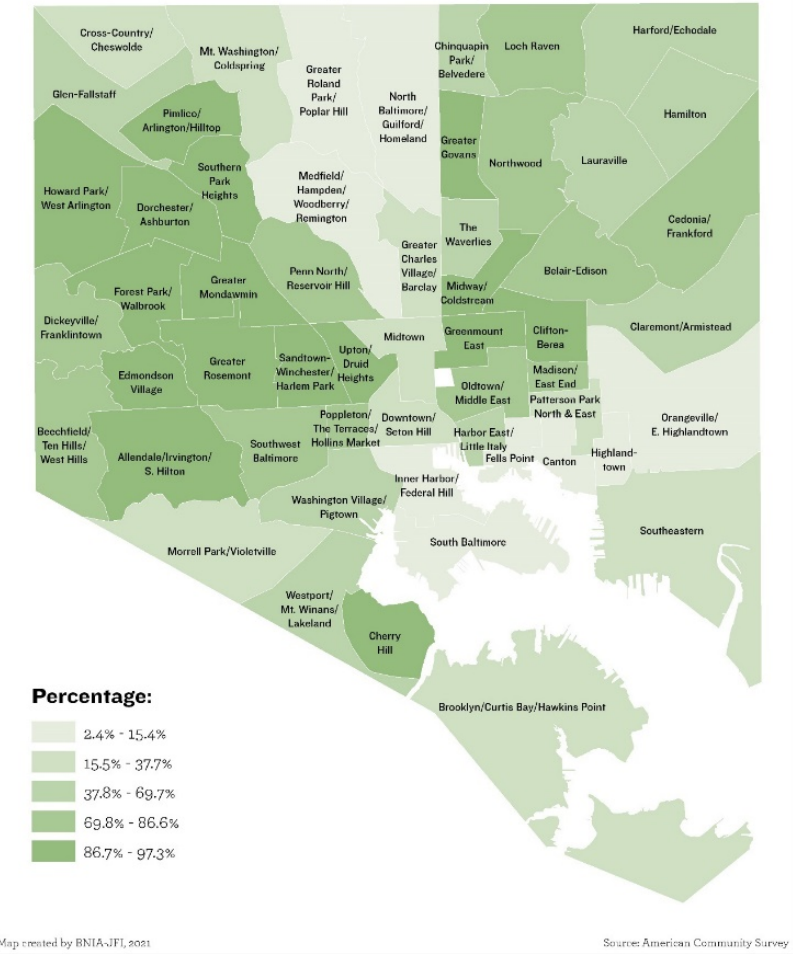 Cross-Country/
Cheswolde
Mt. Washington/
Coldspring
Greater
Roland
Park/
Poplar Hill
North
Baltimore/
Guilford/
Homeland
Chinquapin
Park/
Belvedere
Loch Raven
Harford/Echodale
Glen-Fallstaff
Pimlico/
Arlington/Hilltop
Hamilton
Greater
Govans
Northwood
Lauraville
Howard Park/
West Arlington
Dorchester/
Ashburton
Southern
Park
Heights
Medfield/
Hampden/
Woodberry/
Remington
The
Waverlies
Cedonia/
Frankford
Greater
Charles
Village/
Barclay
Belair-Edison
Forest Park/
Walbrook
Greater
Mondawmin
Penn North/
Reservoir Hill
Midway/
Coldstream
Dickeyville/
Franklintown
Claremont/Armistead
Midtown
Greenmount
East
Clifton-
Berea
Edmondson
Village
Greater
Rosemont
Sandtown-
Winchester/
Harlem Park
Upton/
Druid
Heights
Oldtown/
Middle East
Madison/
East End
Patterson Park
North & East
Beechfield/
Ten Hills/
West Hills
Allendale/Irvington/
S. Hilton
Southwest
Baltimore
Poppleton/
The Terraces/
Hollins Market
Downtown/
Seton Hill
Harbor East/
Little Italy
Fells Point
Canton
Highland-
town
Orangeville/
E. Highlandtown
Inner Harbor/
Federal Hill
Washington Village/
Pigtown
South Baltimore
Southeastern
Morrell Park/Violetville
Westport/
Mt. Winans/
Lakeland
Cherry
Hill
Brooklyn/Curtis Bay/Hawkins Point
Percentage:
2.4% - 15.4%
15.5% - 37.7%
37.8% - 69.7%
69.8% - 86.6%
86.7% - 97.3%
Map created by BNIA-JFI, 2021
Source: American Community Survey